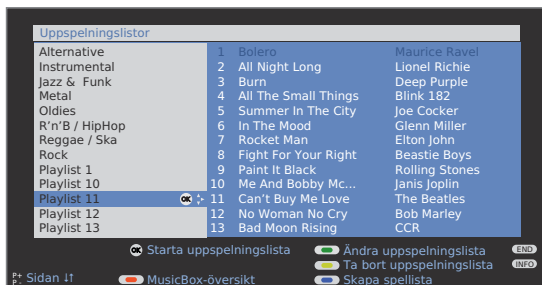 Uppspelningslistor
Alternative 1 Bolero Maurice Ravel
Instrumental 2 All Night Long Lionel Richie
Jazz & Funk 3 Burn Deep Purple
Metal 4 All The Small Things Blink 182
Oldies 5 Summer In The City Joe Cocker
R'n'B / HipHop 6 In The Mood Glenn Miller
Reggae / Ska 7 Rocket Man Elton John
Rock 8 Fight For Your Right Beastie Boys
Playlist 1 9 Paint It Black Rolling Stones
Playlist 10 10 Me And Bobby Mc... Janis Joplin
Playlist 11 OK 11 Can't Buy Me Love The Beatles
Playlist 12 12 No Woman No Cry Bob Marley
Playlist 13 13 Bad Moon Rising CCR
OK Starta uppspelningslista Ändra uppspelningslista END
Ta bort uppspelningslista INFO
P+ P- Sidan ↓↑ MusicBox-översikt Skapa spellista